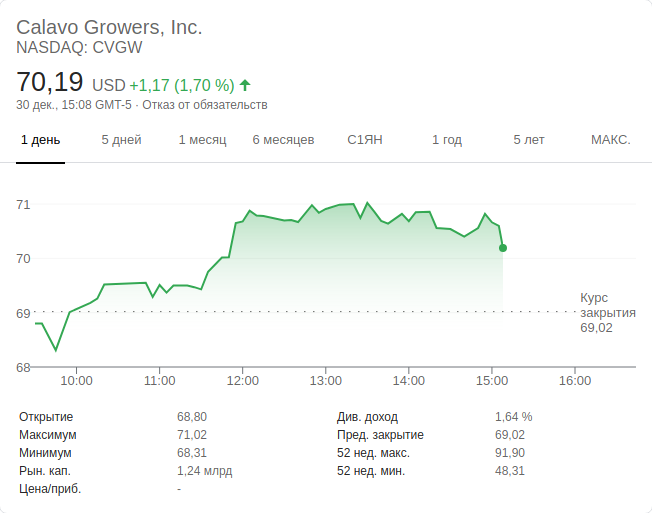 Calavo Growers, Inc.
NASDAQ: CVGW
70,19 USD +1,17 (1,70 %)
30 дек., 15:08 GMT-5 · Отказ от обязательств
1 день 5 дней 1 месяц 6 месяцев С1ЯН 1 год 5 лет МАКС.
71
70
69
68
Курс
закрытия
69,02
10:00 11:00 12:00 13:00 14:00 15:00 16:00
Открытие 68,80 Див. доход 1,64 %
Максимум 71,02 Пред. закрытие 69,02
Минимум 68,31 52 нед. макс. 91,90
Рын. кап. 1,24 млрд 52 нед. мин. 48,31
Цена/приб. -